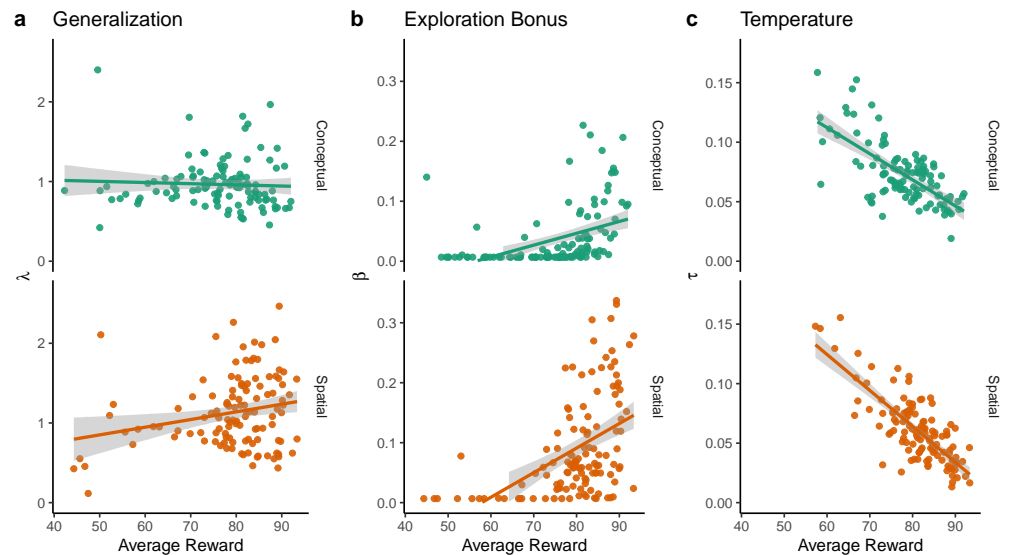 a Generalization
b Exploration Bonus
c Temperature
2
1
0
Conceptual
λ
2
1
0
Spatial
40 50 60 70 80 90
Average Reward
0.3
0.2
0.1
0.0
Conceptual
β
0.3
0.2
0.1
0.0
Spatial
40 50 60 70 80 90
Average Reward
0.15
0.10
0.05
0.00
Conceptual
τ
0.15
0.10
0.05
0.00
Spatial
40 50 60 70 80 90
Average Reward